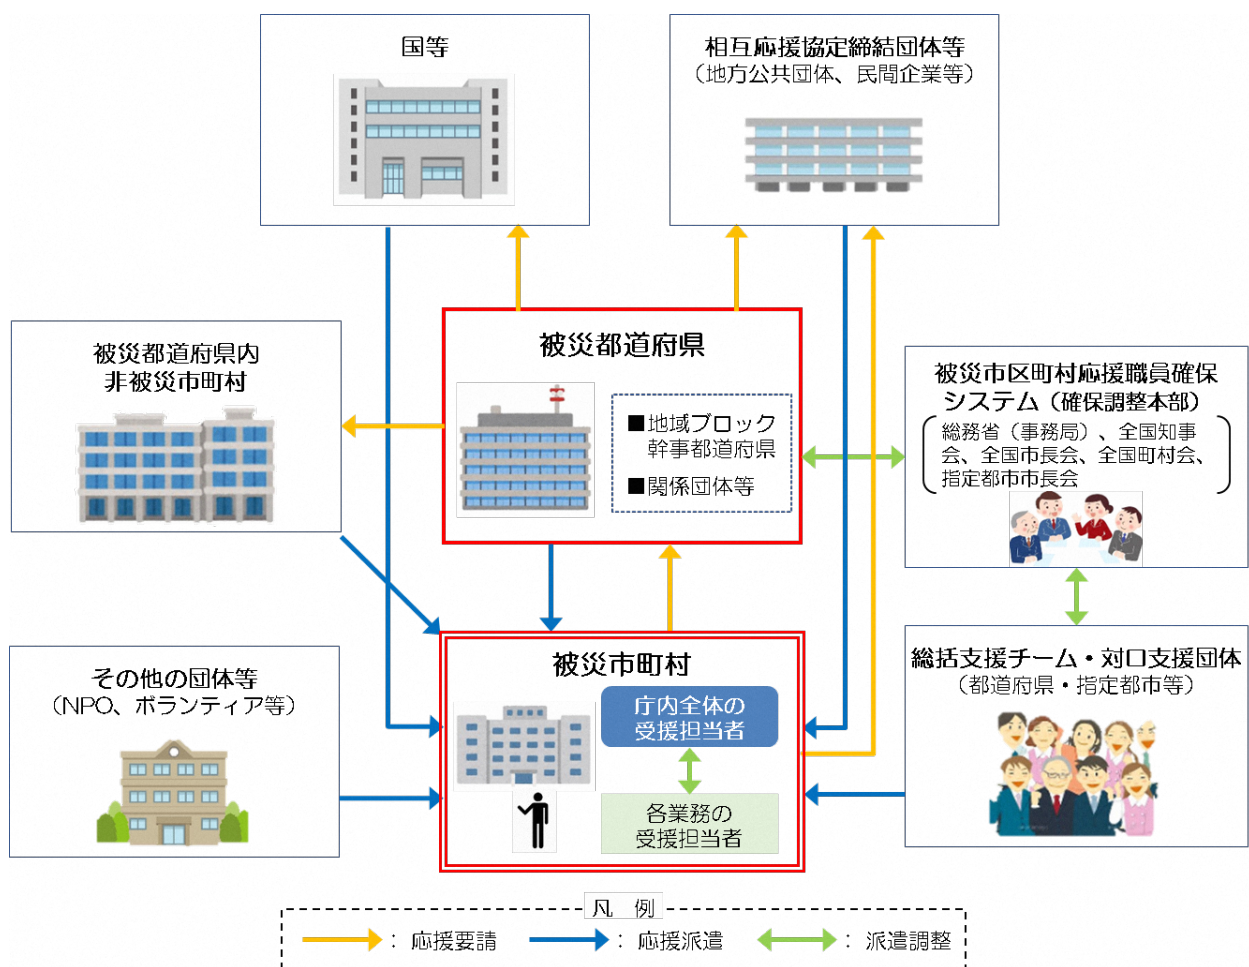 国等
相互応援協定締結団体等
（地方公共団体、民間企業等）
被災都道府県内
非被災市町村
被災都道府県
■地域ブロック
幹事都道府県
■関係団体等
被災市区町村応援職員確保
システム（確保調整本部）
総務省（事務局）、全国知事
会、全国市長会、全国町村会、
指定都市市長会
その他の団体等
（NPO、ボランティア等）
被災市町村
庁内全体の
受援担当者
各業務の
受援担当者
総括支援チーム・対口支援団体
（都道府県・指定都市等）
凡　例
：応援要請
：応援派遣
：派遣調整